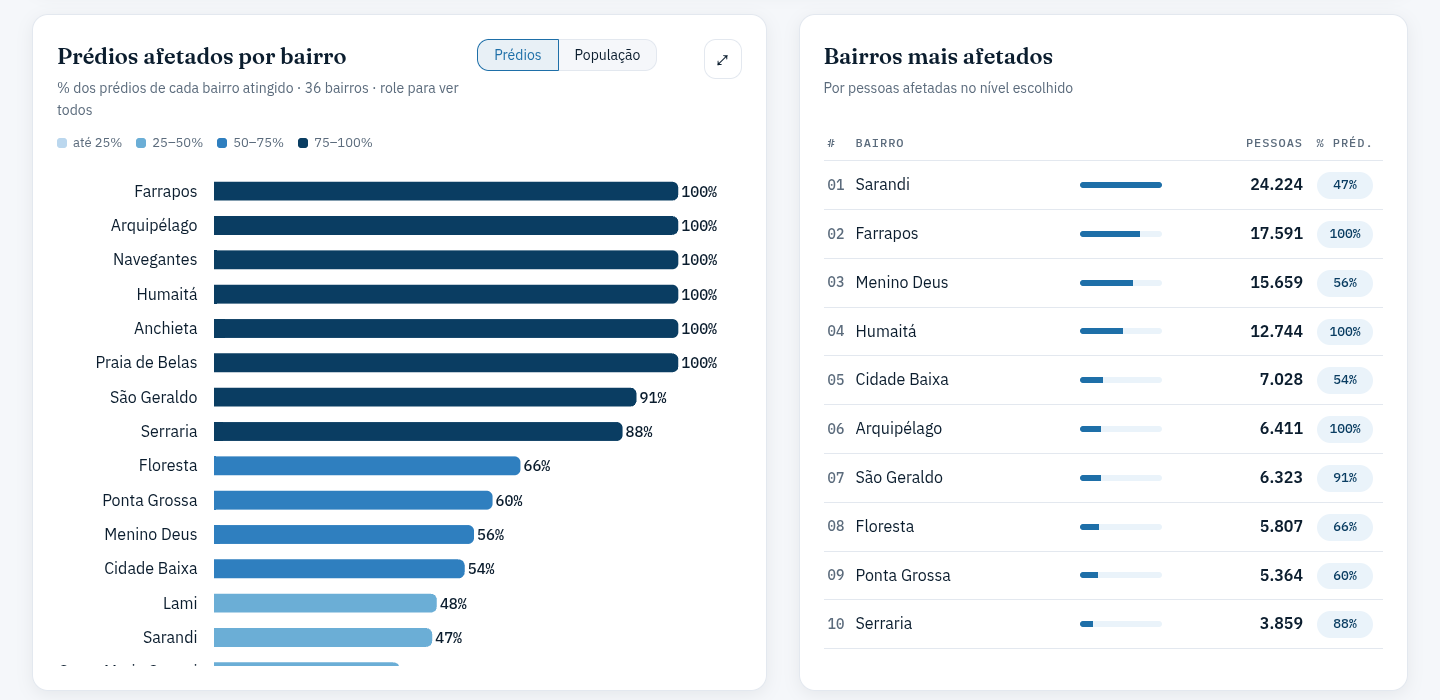 Prédios afetados por bairro
Prédios
População
% dos prédios de cada bairro atingido · 36 bairros · role para ver
todos
até 25%
25–50%
50–75%
75–100%
Farrapos 100%
Arquipélago 100%
Navegantes 100%
Humaitá 100%
Anchieta 100%
Praia de Belas 100%
São Geraldo 91%
Serraria 88%
Floresta 66%
Ponta Grossa 60%
Menino Deus 56%
Cidade Baixa 54%
Lami 48%
Sarandi 47%
Bairros mais afetados
Por pessoas afetadas no nível escolhido
# BAIRRO PESSOAS % PRÉD.
01 Sarandi 24.224 47%
02 Farrapos 17.591 100%
03 Menino Deus 15.659 56%
04 Humaitá 12.744 100%
05 Cidade Baixa 7.028 54%
06 Arquipélago 6.411 100%
07 São Geraldo 6.323 91%
08 Floresta 5.807 66%
09 Ponta Grossa 5.364 60%
10 Serraria 3.859 88%